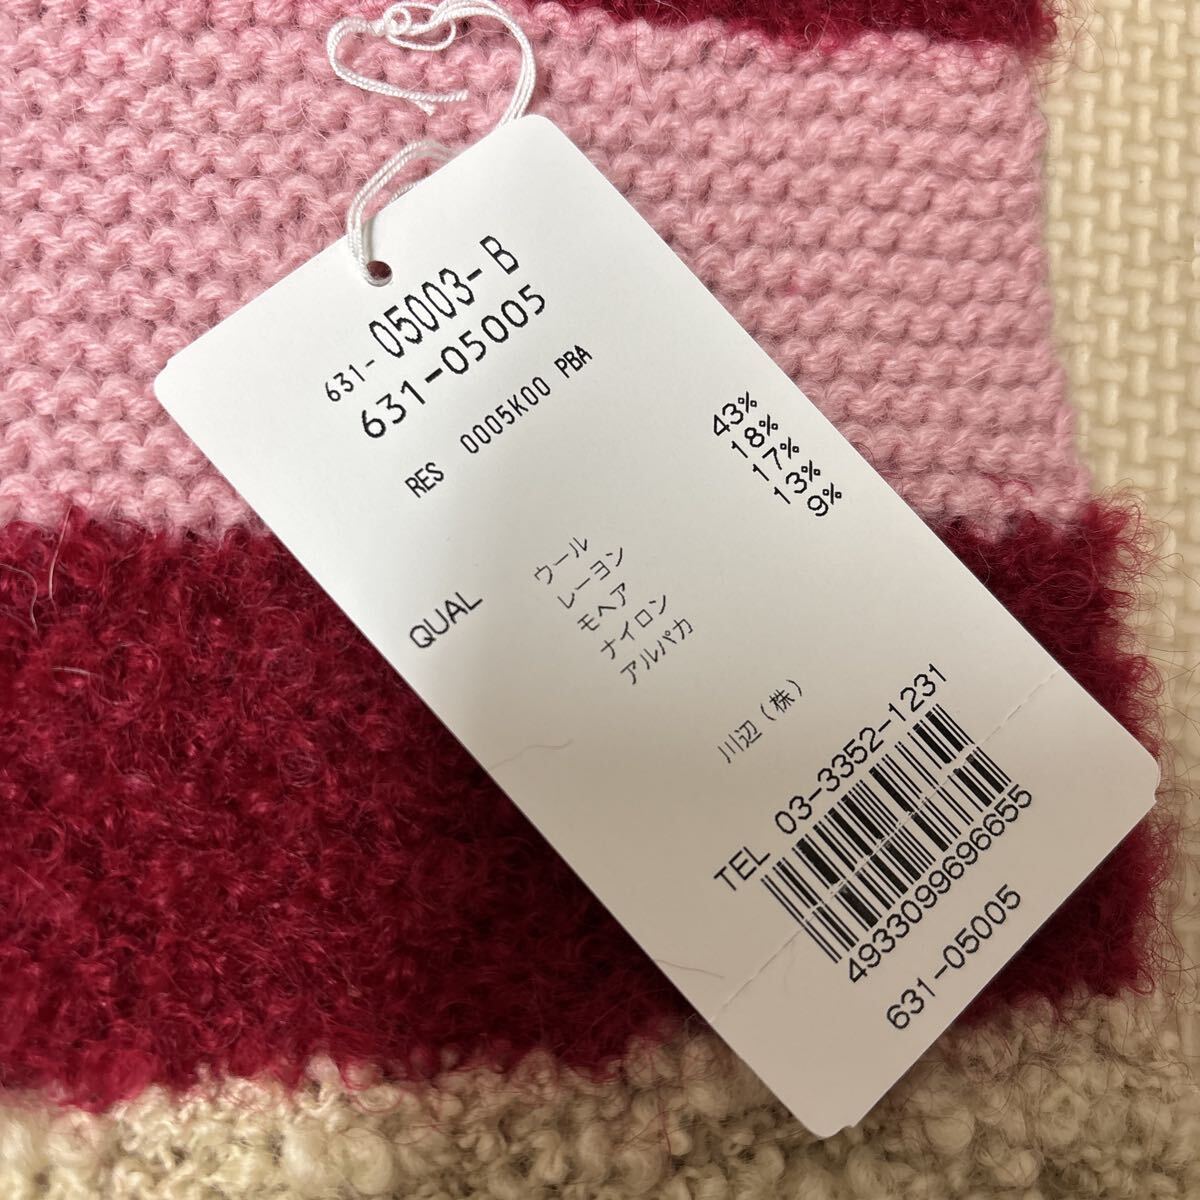 631-05003-B
631-05005
RES 0005K00 PBA
QUAL ウール 43%
レーヨン 18%
モヘア 17%
ナイロン 13%
アルパカ 9%
川辺(株)
TEL 03-3352-1231
4933099696655
631-05005